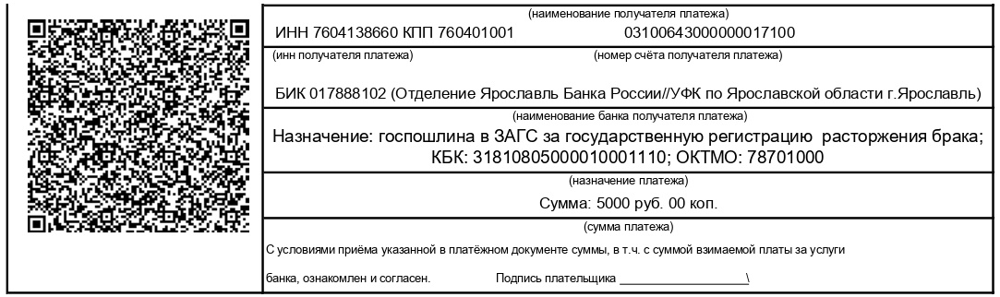 (наименование получателя платежа)
ИНН 7604138660 КПП 760401001 03100643000000017100
(инн получателя платежа) (номер счёта получателя платежа)
БИК 017888102 (Отделение Ярославль Банка России//УФК по Ярославской области г.Ярославль)
(наименование банка получателя платежа)
Назначение: госпошлина в ЗАГС за государственную регистрацию расторжения брака;
КБК: 31810805000010001110; ОКТМО: 78701000
(назначение платежа)
Сумма: 5000 руб. 00 коп.
(сумма платежа)
С условиями приёма указанной в платёжном документе суммы, в т.ч. с суммой взимаемой платы за услуги
банка, ознакомлен и согласен. Подпись плательщика ____________________\